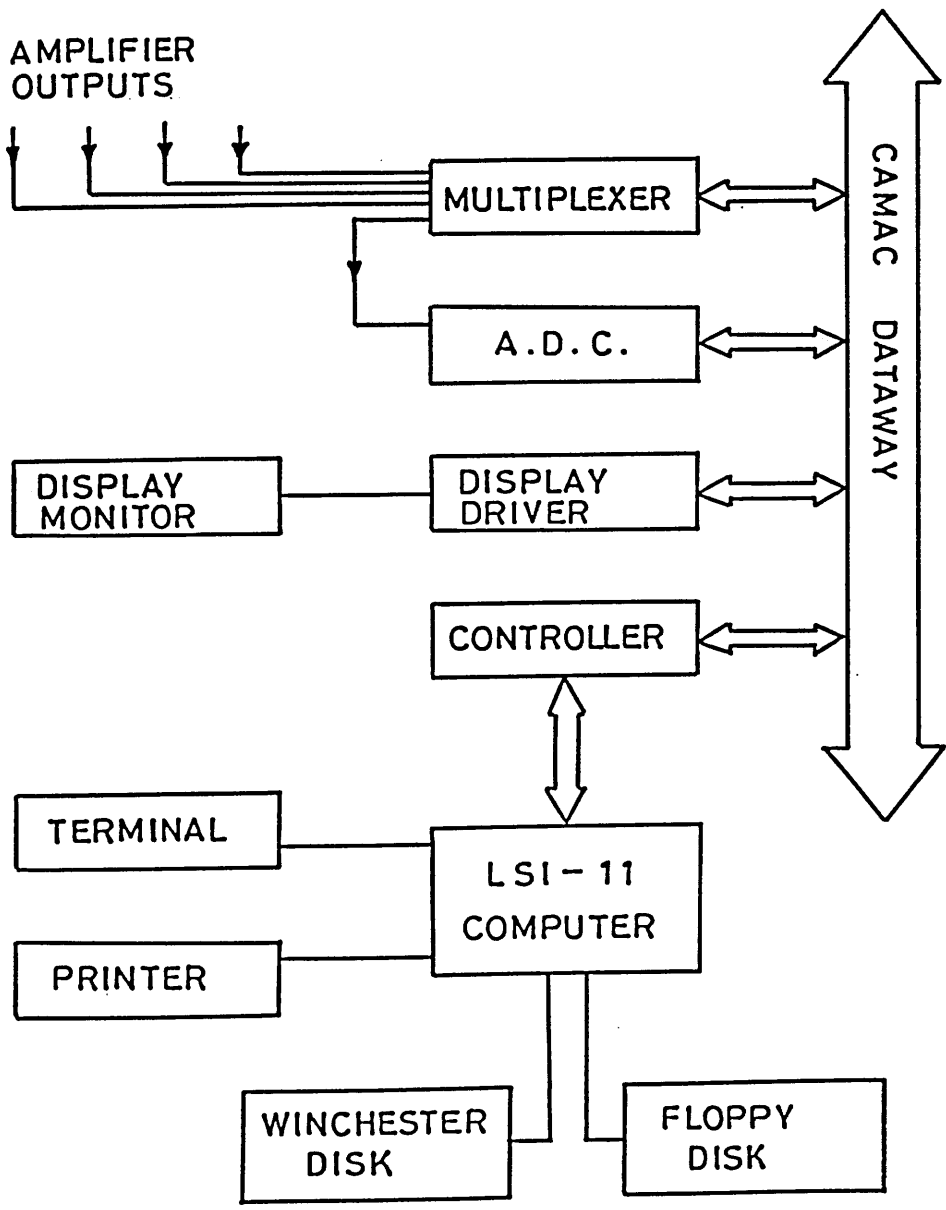 AMPLIFIER
OUTPUTS
MULTIPLEXER
A.D.C.
DISPLAY
MONITOR
DISPLAY
DRIVER
CONTROLLER
CAMAC DATAWAY
TERMINAL
LSI-11
COMPUTER
PRINTER
WINCHESTER
DISK
FLOPPY
DISK